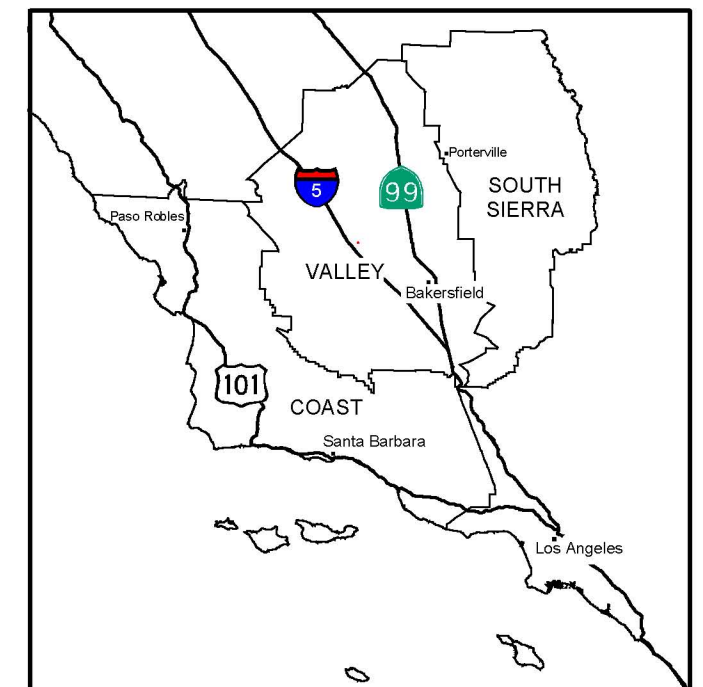 Porterville
SOUTH
SIERRA
5
99
Paso Robles
VALLEY
Bakersfield
101
COAST
Santa Barbara
Los Angeles